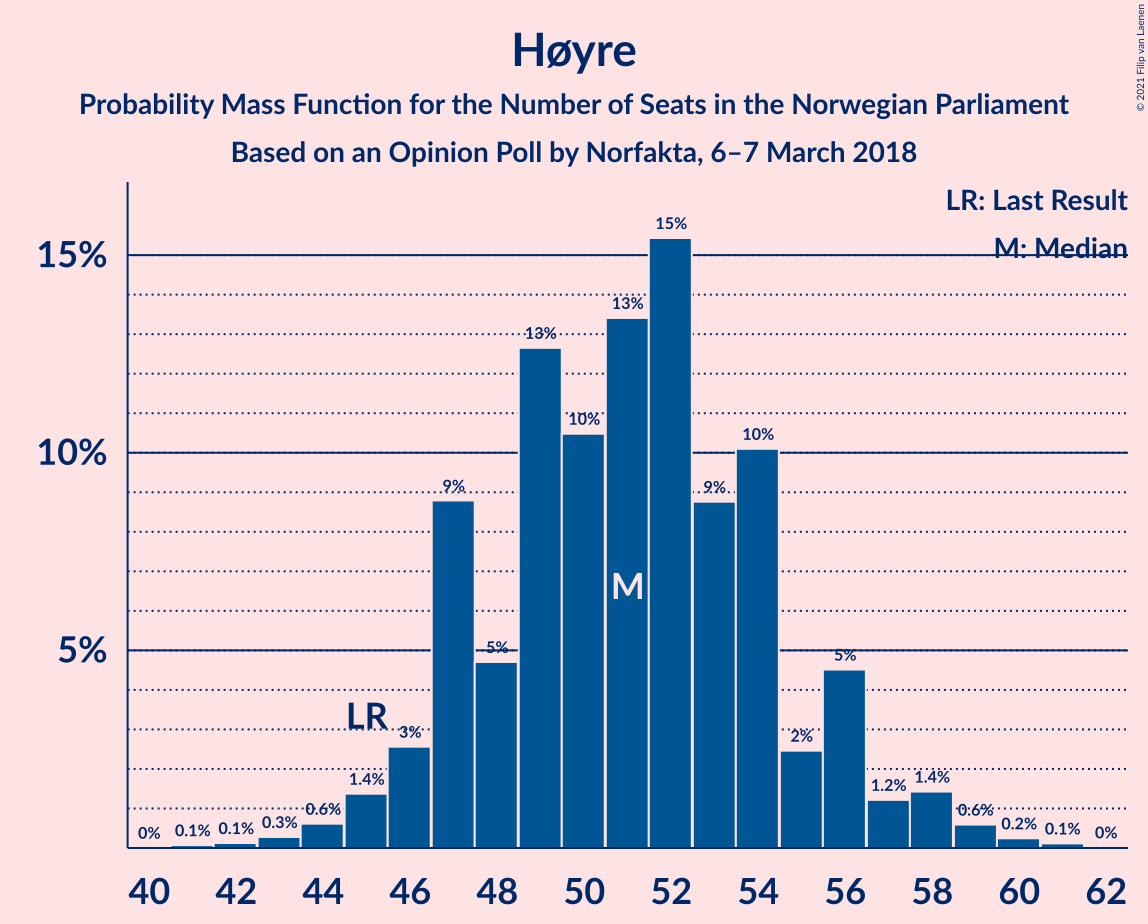 Høyre
Probability Mass Function for the Number of Seats in the Norwegian Parliament
Based on an Opinion Poll by Norfakta, 6–7 March 2018
© 2021 Filip van Laenen
LR: Last Result
M: Median
15%
10%
5%
0%
0.1%
0.1%
0.3%
0.6%
1.4%
3%
9%
5%
13%
10%
13%
15%
9%
10%
2%
5%
1.2%
1.4%
0.6%
0.2%
0.1%
0%
LR
M
40 42 44 46 48 50 52 54 56 58 60 62